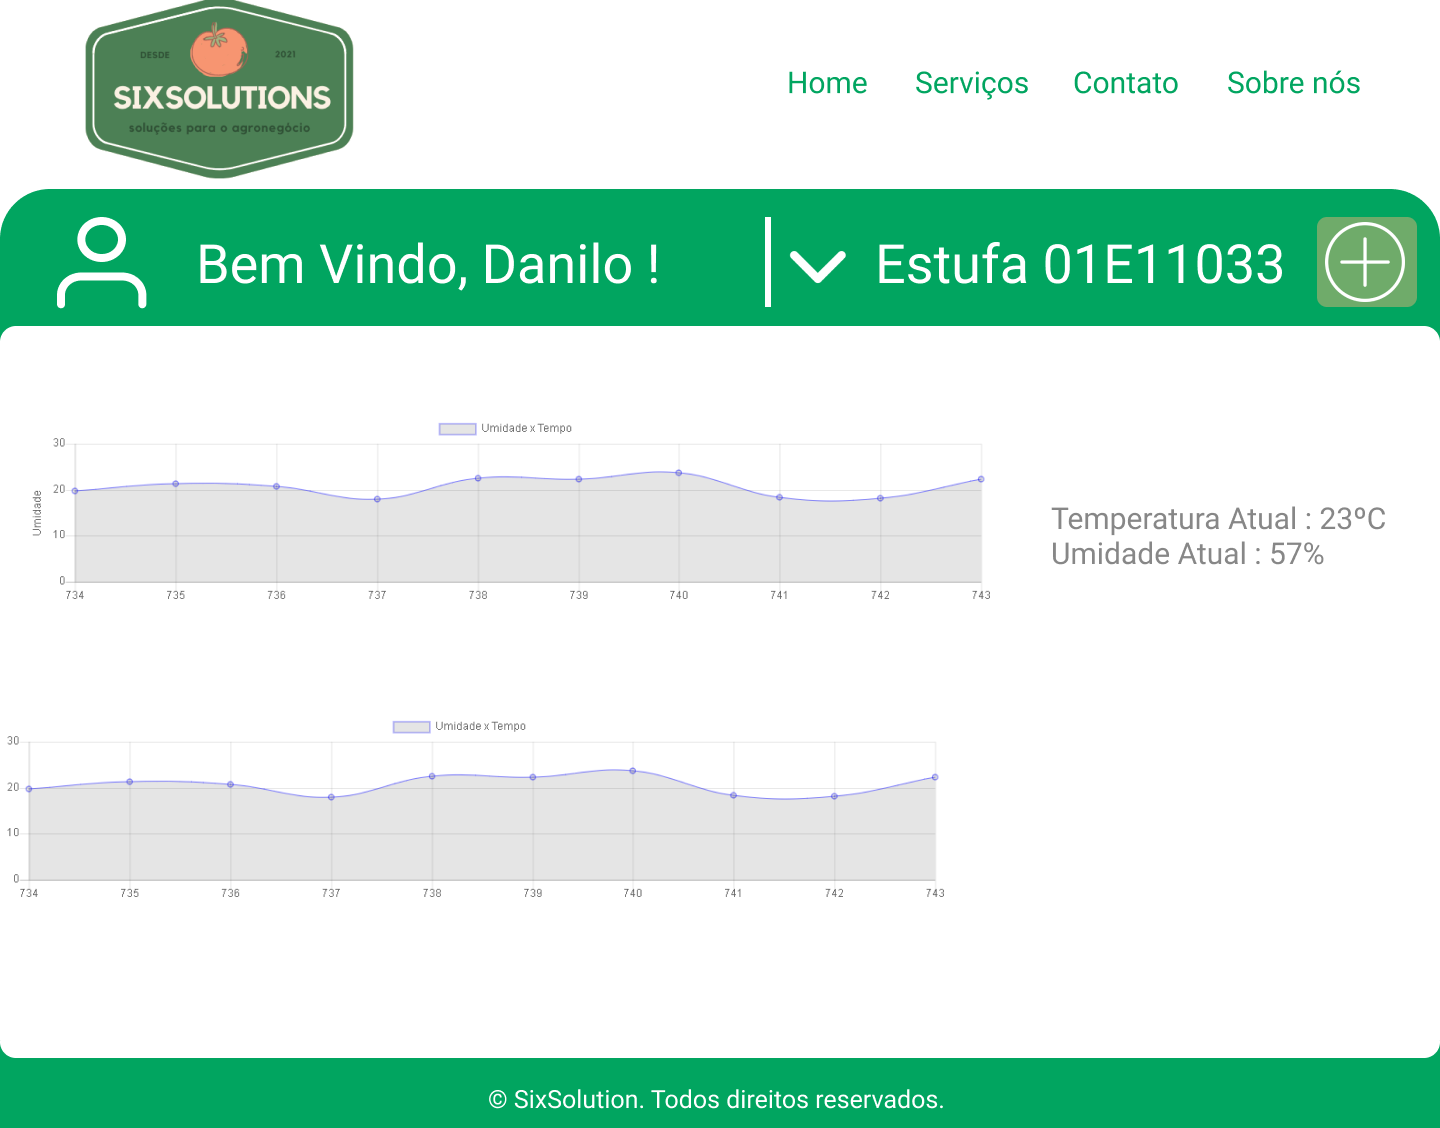 DESDE 2021
SIXSOLUTIONS
soluções para o agronegócio
Home Serviços Contato Sobre nós
Bem Vindo, Danilo !
Estufa 01E11033
Umidade x Tempo
30
20
10
0
Umidade
734 735 736 737 738 739 740 741 742 743
Temperatura Atual : 23ºC
Umidade Atual : 57%
Umidade x Tempo
30
20
10
0
734 735 736 737 738 739 740 741 742 743
© SixSolution. Todos direitos reservados.